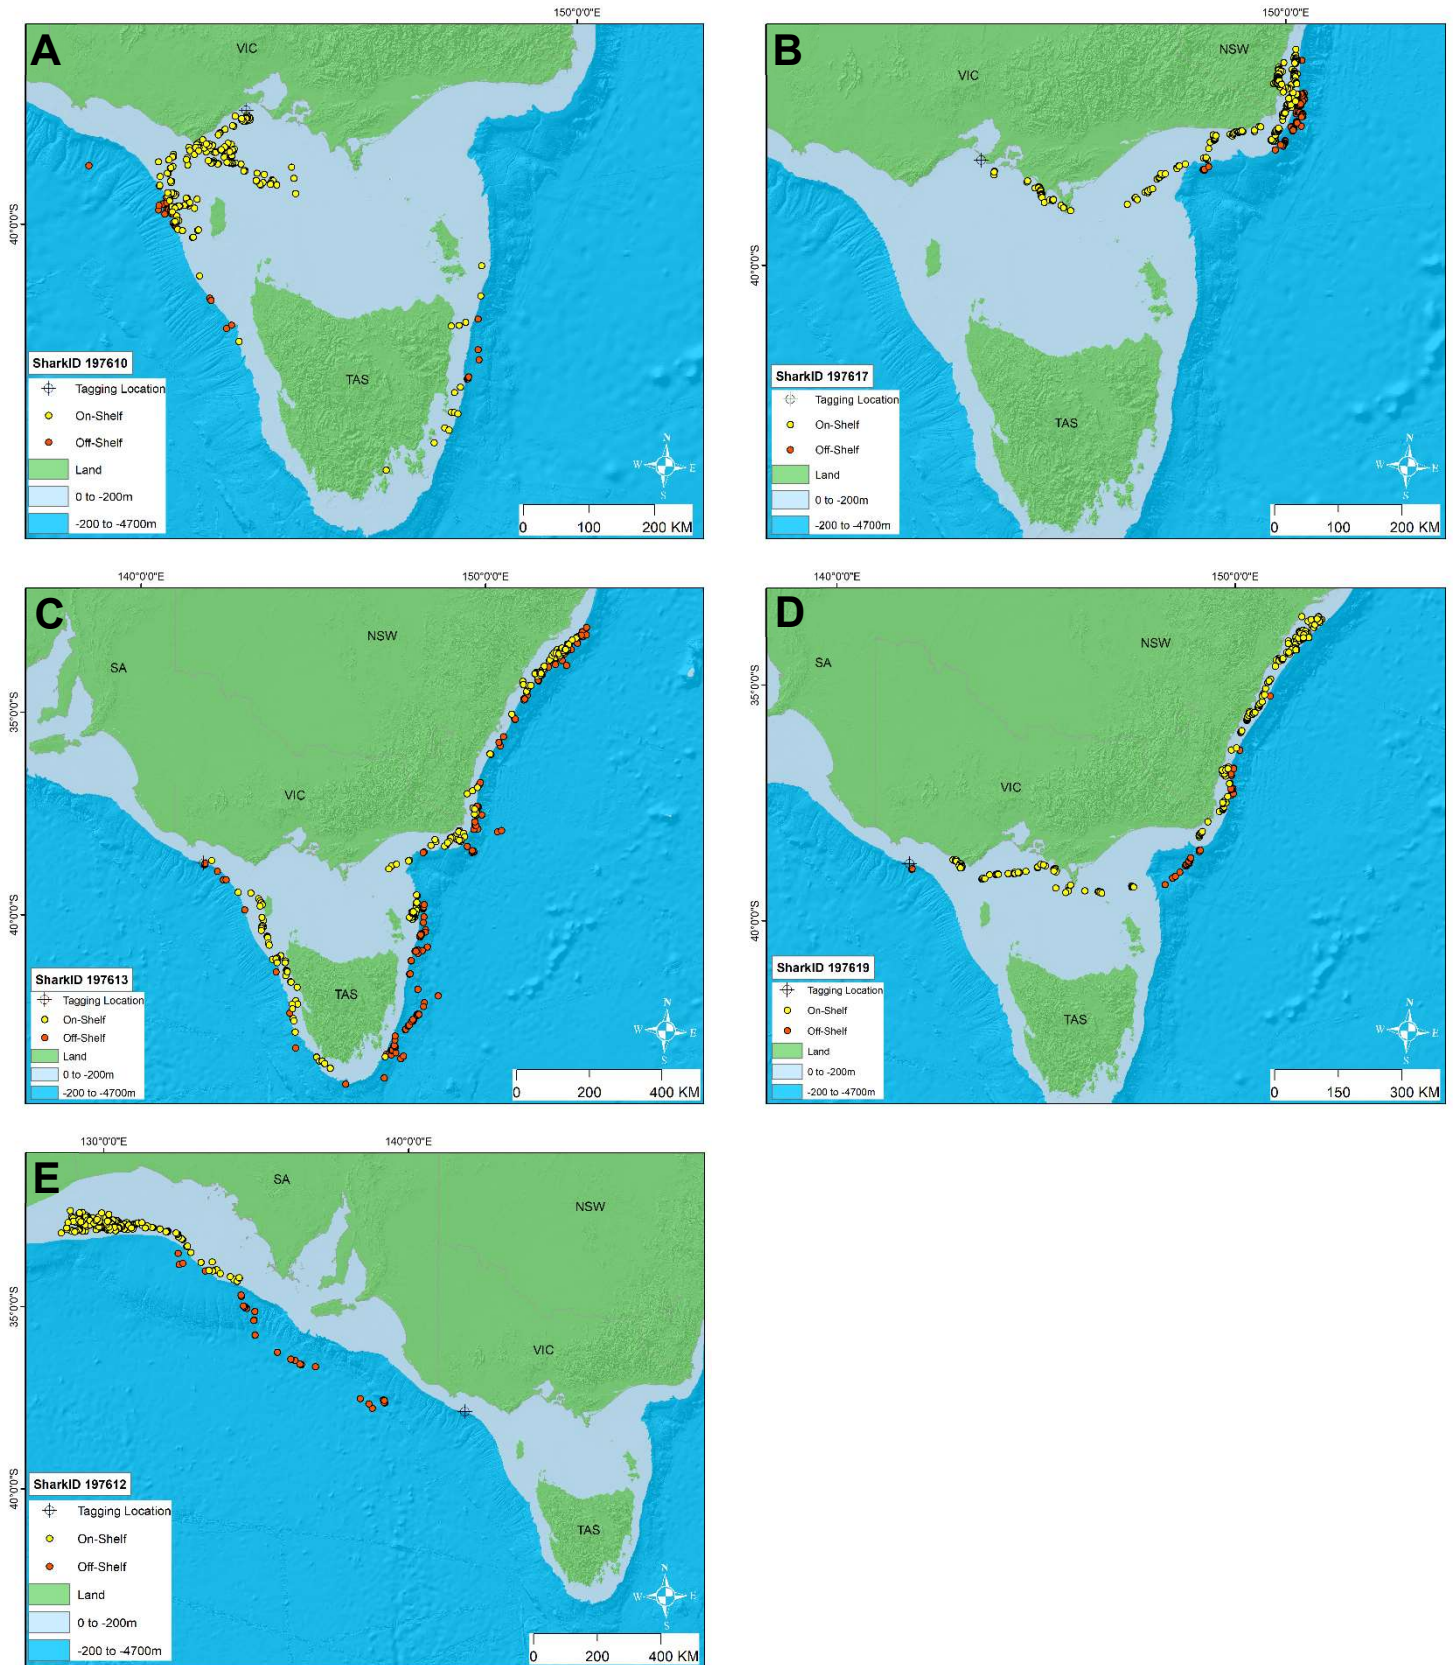 A
150°0'0"E
VIC
40°0'0"S
TAS
SharkID 197610
Tagging Location
On-Shelf
Off-Shelf
Land
0 to -200m
-200 to -4700m
N
W
E
S
0 100 200 KM
B
150°0'0"E
NSW
VIC
40°0'0"S
TAS
SharkID 197617
Tagging Location
On-Shelf
Off-Shelf
Land
0 to -200m
-200 to -4700m
N
W
E
S
0 100 200 KM
C
140°0'0"E 150°0'0"E
NSW
SA
35°0'0"S
VIC
40°0'0"S
TAS
SharkID 197613
Tagging Location
On-Shelf
Off-Shelf
Land
0 to -200m
-200 to -4700m
N
W
E
S
0 200 400 KM
D
140°0'0"E 150°0'0"E
NSW
SA
35°0'0"S
VIC
40°0'0"S
TAS
SharkID 197619
Tagging Location
On-Shelf
Off-Shelf
Land
0 to -200m
-200 to -4700m
N
W
E
S
0 150 300 KM
E
130°0'0"E 140°0'0"E
SA
NSW
35°0'0"S
VIC
40°0'0"S
TAS
SharkID 197612
Tagging Location
On-Shelf
Off-Shelf
Land
0 to -200m
-200 to -4700m
N
W
E
S
0 200 400 KM